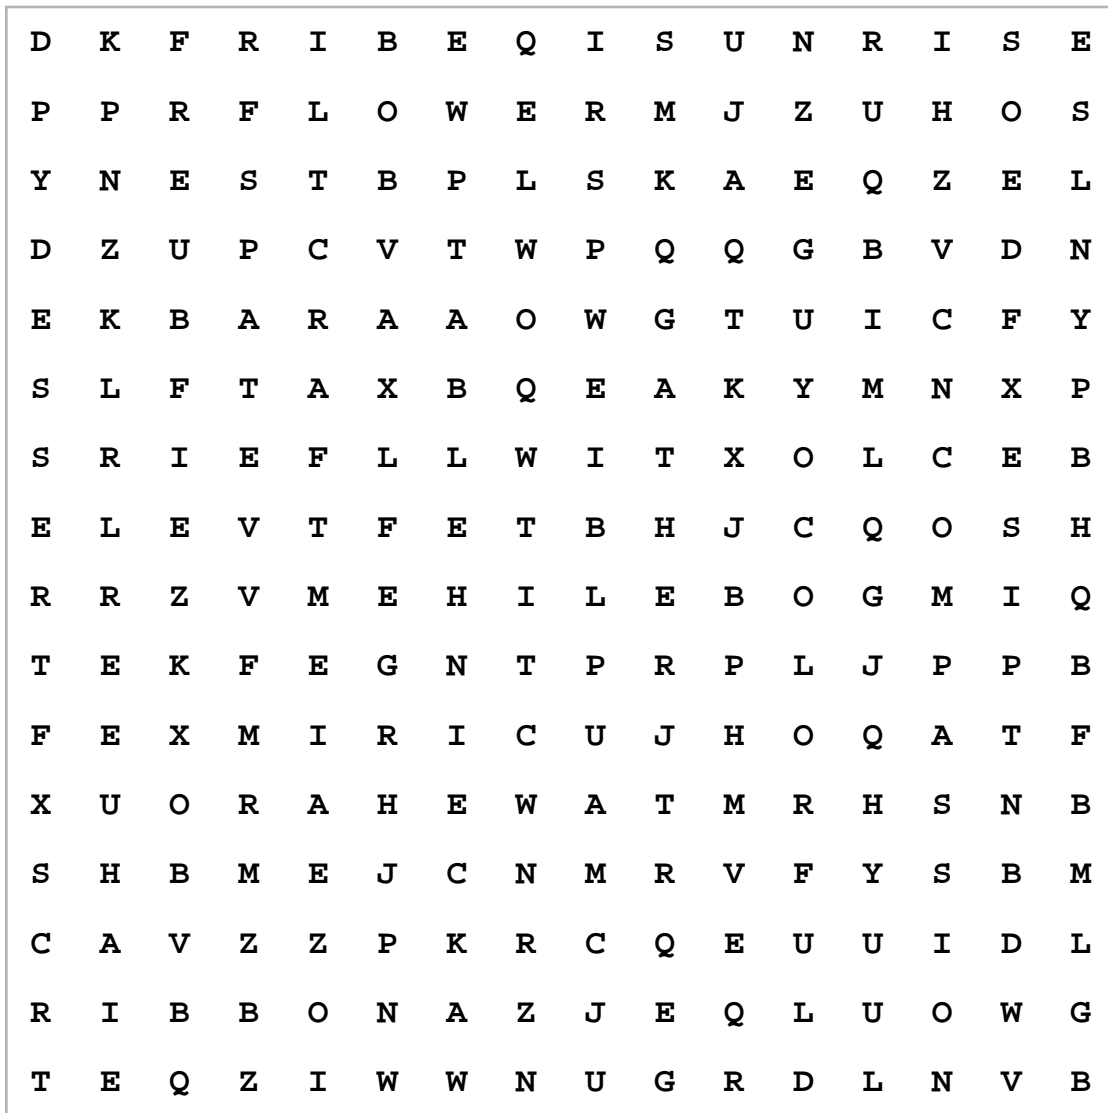 D K F R I B E Q I S U N R I S E
P P R F L O W E R M J Z U H O S
Y N E S T B P L S K A E Q Z E L
D Z U P C V T W P Q Q G B V D N
E K B A R A A O W G T U I C F Y
S L F T A X B Q E A K Y M N X P
S R I E F L L W I T X O L C E B
E L E V T F E T B H J C Q O S H
R R Z V M E H I L E B O G M I Q
T E K F E G N T P R P L J P P B
F E X M I R I C U J H O Q A T F
X U O R A H E W A T M R H S N B
S H B M E J C N M R V F Y S B M
C A V Z Z P K R C Q E U U I D L
R I B B O N A Z J E Q L U O W G
T E Q Z I W W N U G R D L N V B